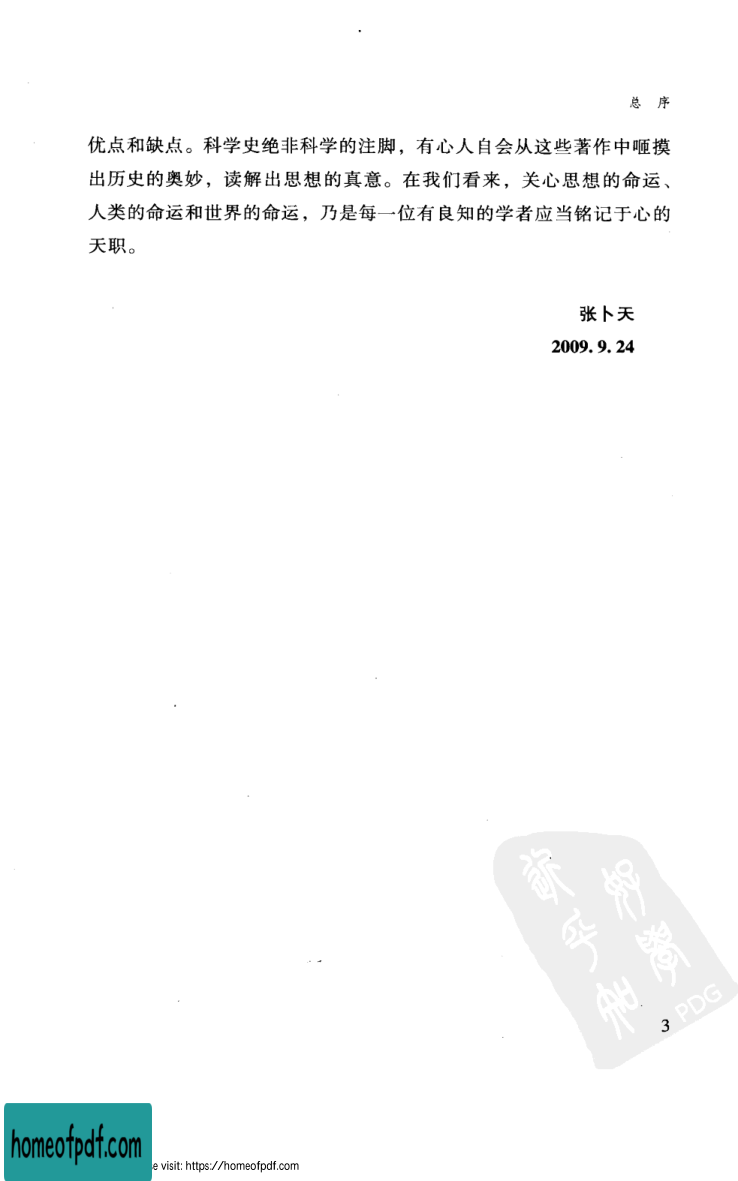 总 序
优点和缺点。科学史绝非科学的注脚，有心人自会从这些著作中咂摸
出历史的奥妙，读解出思想的真意。在我们看来，关心思想的命运、
人类的命运和世界的命运，乃是每一位有良知的学者应当铭记于心的
天职。
张卜天
2009. 9. 24
PDG
3
homeofpdf.com
e visit: https://homeofpdf.com